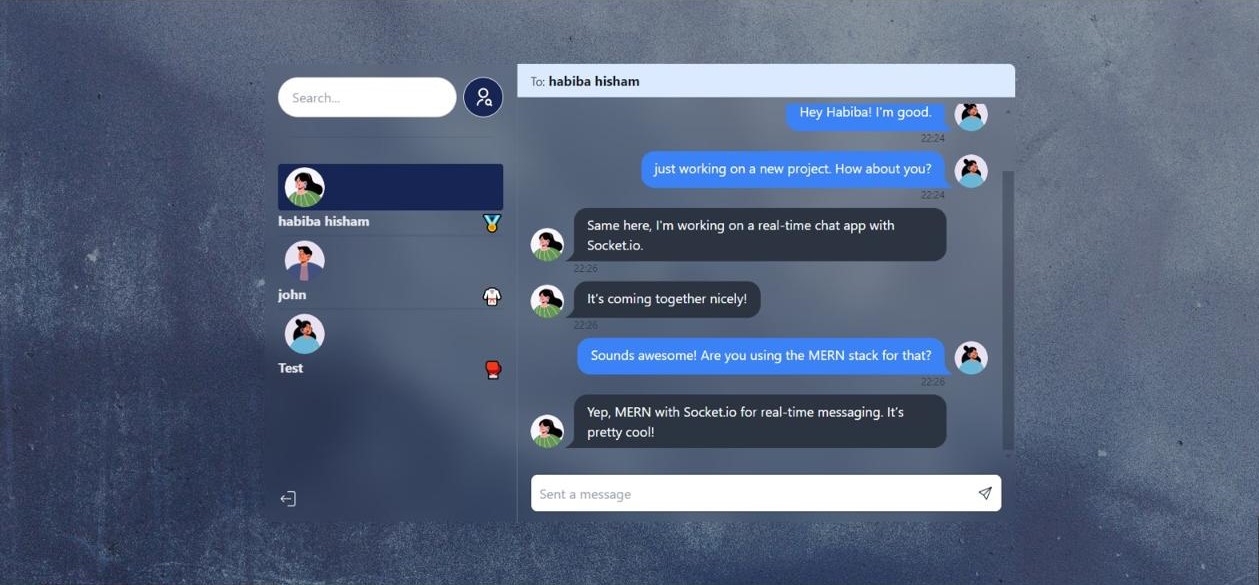 Search...
habiba hisham
john
Test
To: habiba hisham
Hey Habiba! I'm good.
22:24
just working on a new project. How about you?
22:24
Same here, I'm working on a real-time chat app with
Socket.io.
22:26
It's coming together nicely!
22:26
Sounds awesome! Are you using the MERN stack for that?
22:26
Yep, MERN with Socket.io for real-time messaging. It's
pretty cool!
Sent a message